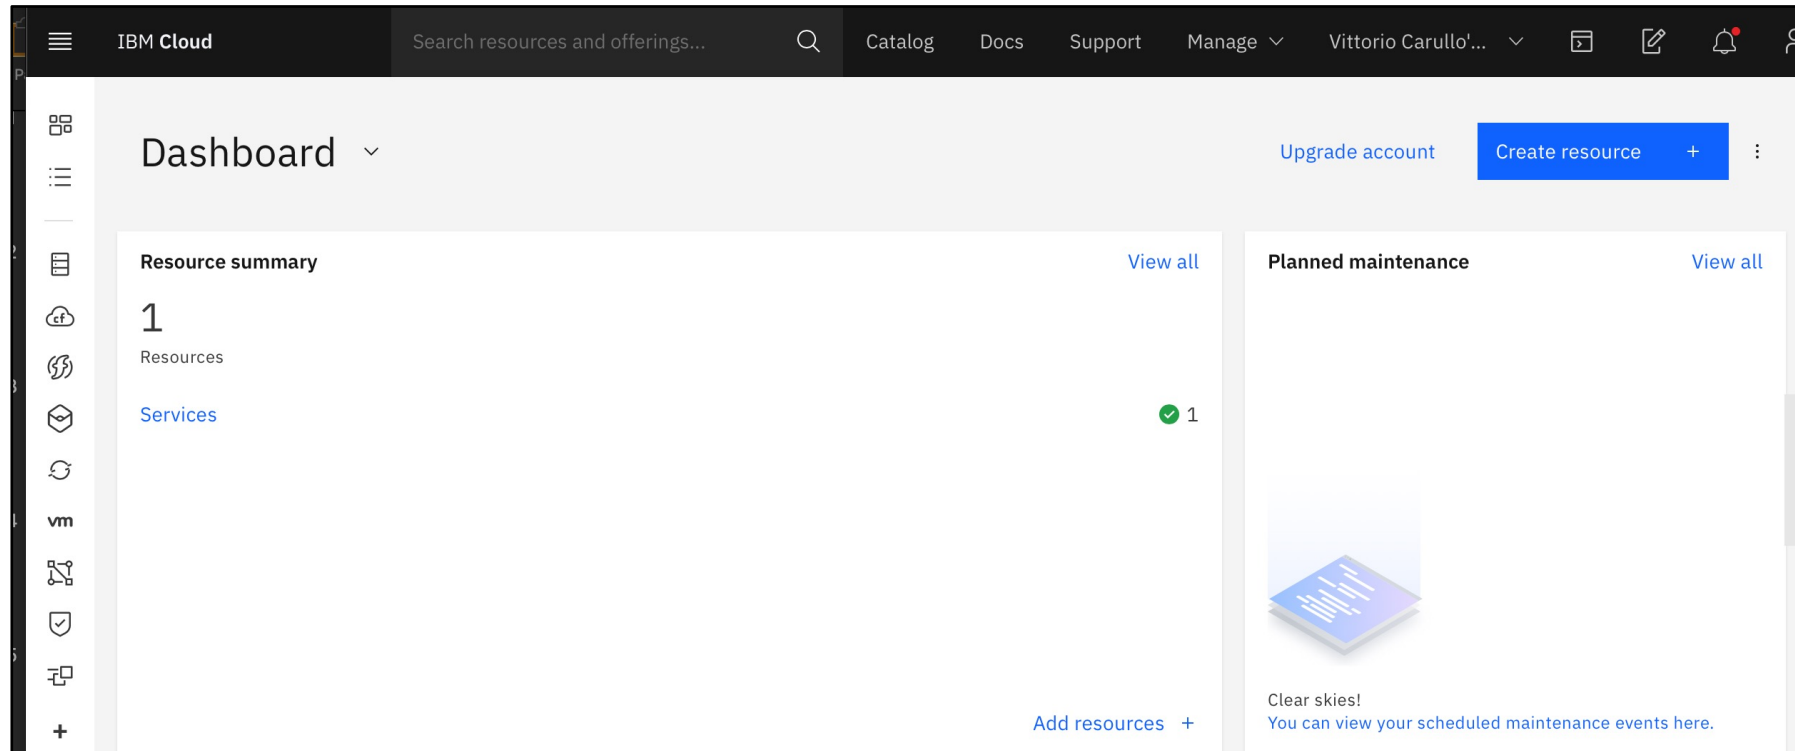 IBM Cloud
Search resources and offerings...
Catalog
Docs
Support
Manage
Vittorio Carullo'...
Dashboard
Upgrade account
Create resource +
Resource summary
View all
1
Resources
Services
1
Add resources +
Planned maintenance
View all
Clear skies!
You can view your scheduled maintenance events here.
cf
vm
+